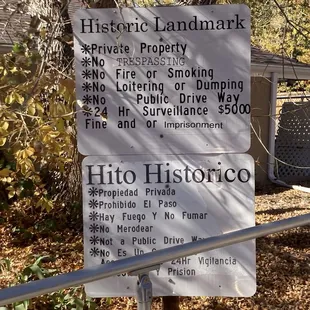 Historic Landmark
*Private Property
*No TRESPASSING
*No Fire or Smoking
*No Loitering or Dumping
*No Public Drive Way
*24 Hr Surveillance $5000
Fine and or Imprisonment
Hito Historico
*Propiedad Privada
*Prohibido El Paso
*Hay Fuego Y No Fumar
*No Merodear
*Not a Public Drive
*No Es Un
24Hr Vigilancia
Y Prision